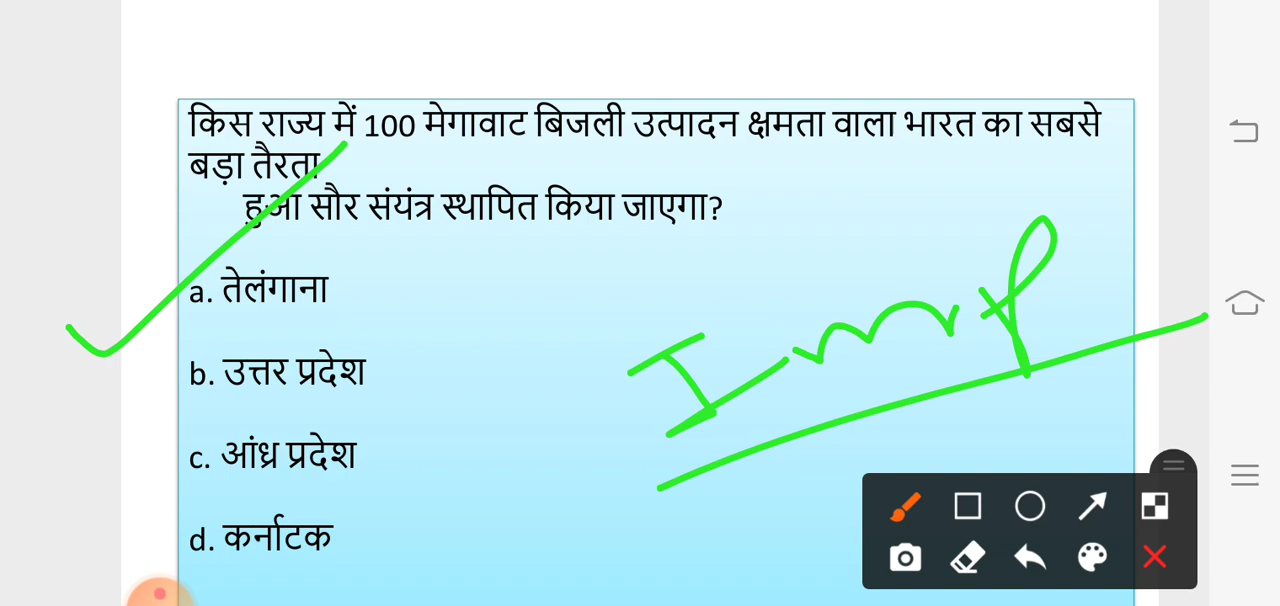 किस राज्य में 100 मेगावाट बिजली उत्पादन क्षमता वाला भारत का सबसे
बड़ा तैरता
हुआ सौर संयंत्र स्थापित किया जाएगा?
a. तेलंगाना
Imp
b. उत्तर प्रदेश
c. आंध्र प्रदेश
d. कर्नाटक